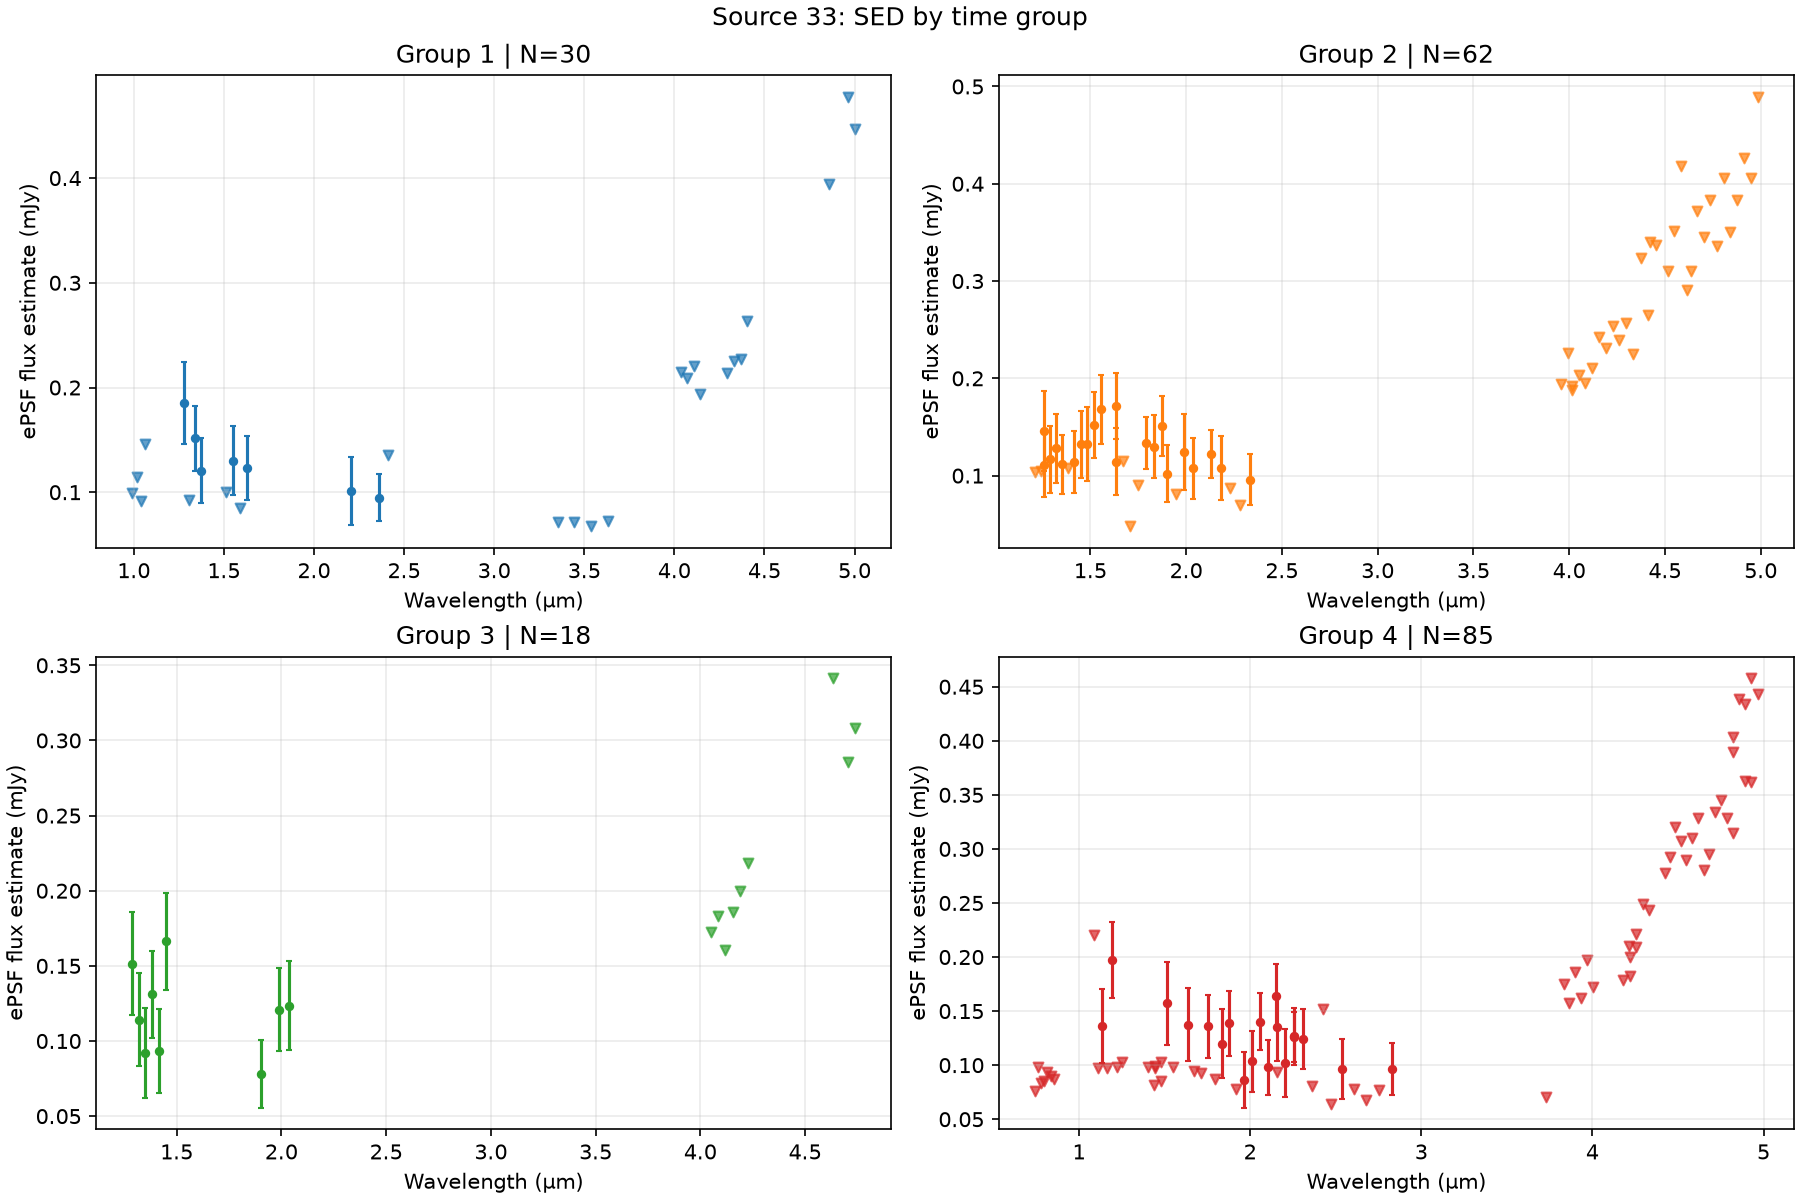 Source 33: SED by time group
Group 1 | N=30
ePSF flux estimate (mJy)
0.4
0.3
0.2
0.1
1.0 1.5 2.0 2.5 3.0 3.5 4.0 4.5 5.0
Wavelength (μm)
Group 2 | N=62
ePSF flux estimate (mJy)
0.5
0.4
0.3
0.2
0.1
1.5 2.0 2.5 3.0 3.5 4.0 4.5 5.0
Wavelength (μm)
Group 3 | N=18
ePSF flux estimate (mJy)
0.35
0.30
0.25
0.20
0.15
0.10
0.05
1.5 2.0 2.5 3.0 3.5 4.0 4.5
Wavelength (μm)
Group 4 | N=85
ePSF flux estimate (mJy)
0.45
0.40
0.35
0.30
0.25
0.20
0.15
0.10
0.05
1 2 3 4 5
Wavelength (μm)